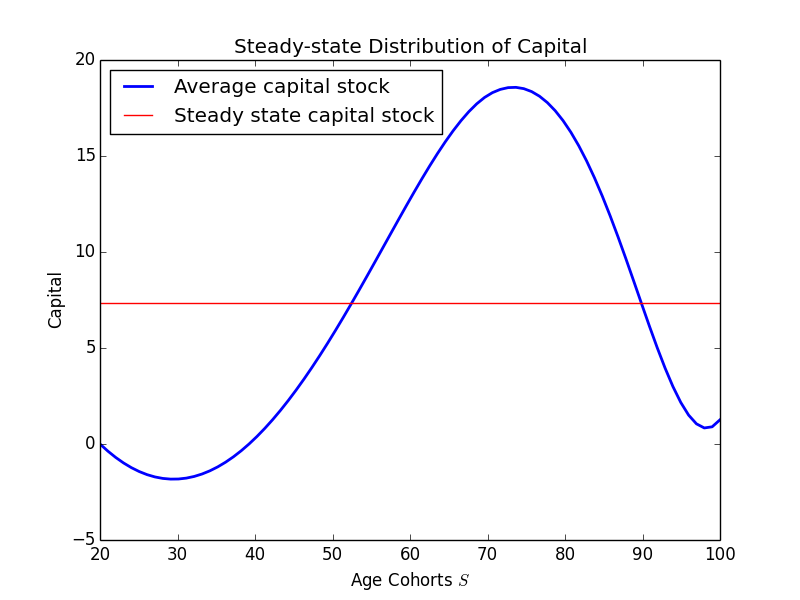 Steady-state Distribution of Capital
Average capital stock
Steady state capital stock
20
15
10
5
0
−5
Capital
20 30 40 50 60 70 80 90 100
Age Cohorts S